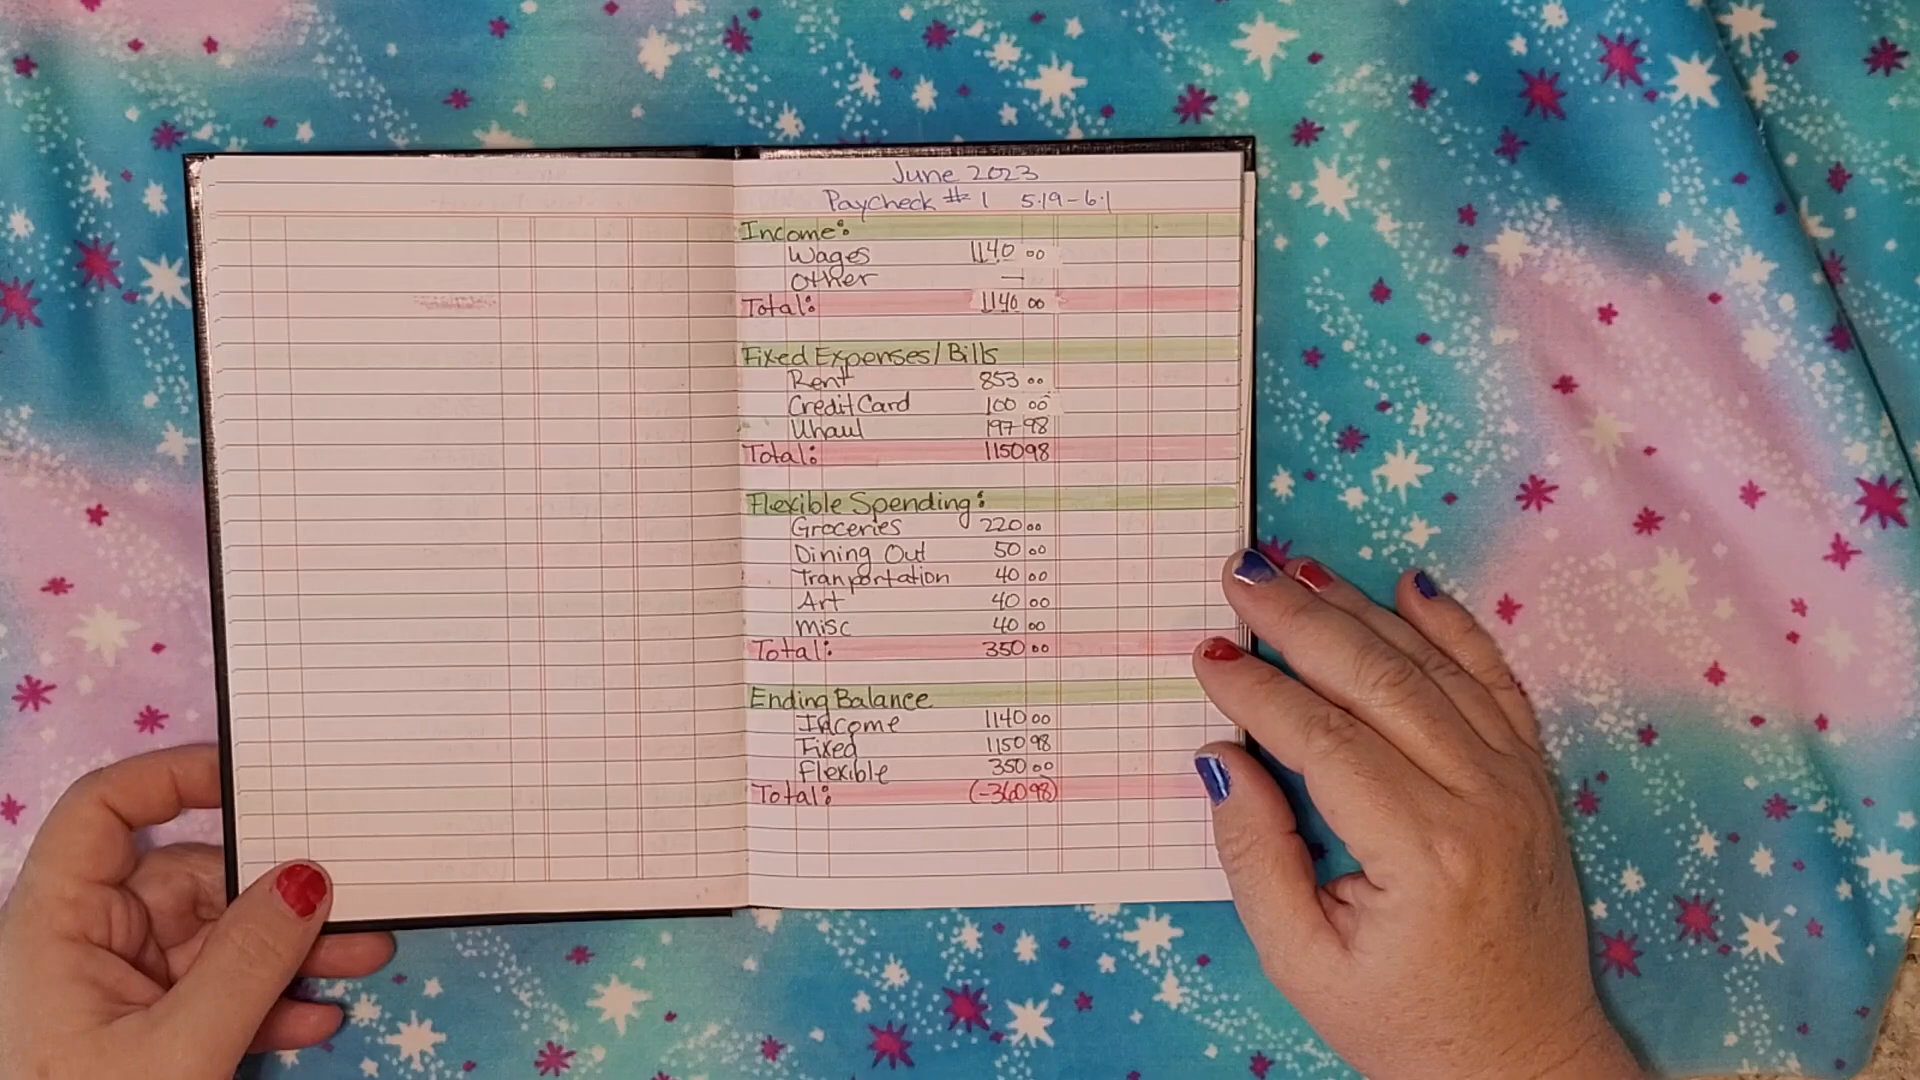 June 2023
Paycheck # 1 5.19-6.1
Income:
Wages 1140 00
Other —
Total: 1140 00
Fixed Expenses/Bills
Rent 853 00
Credit Card 100 00
Uhaul 197 98
Total: 1150 98
Flexible Spending:
Groceries 220 00
Dining Out 50 00
Tranportation 40 00
Art 40 00
misc 40 00
Total: 350 00
Ending Balance
Income 1140 00
Fixed 1150 98
Flexible 350 00
Total: (-360 98)